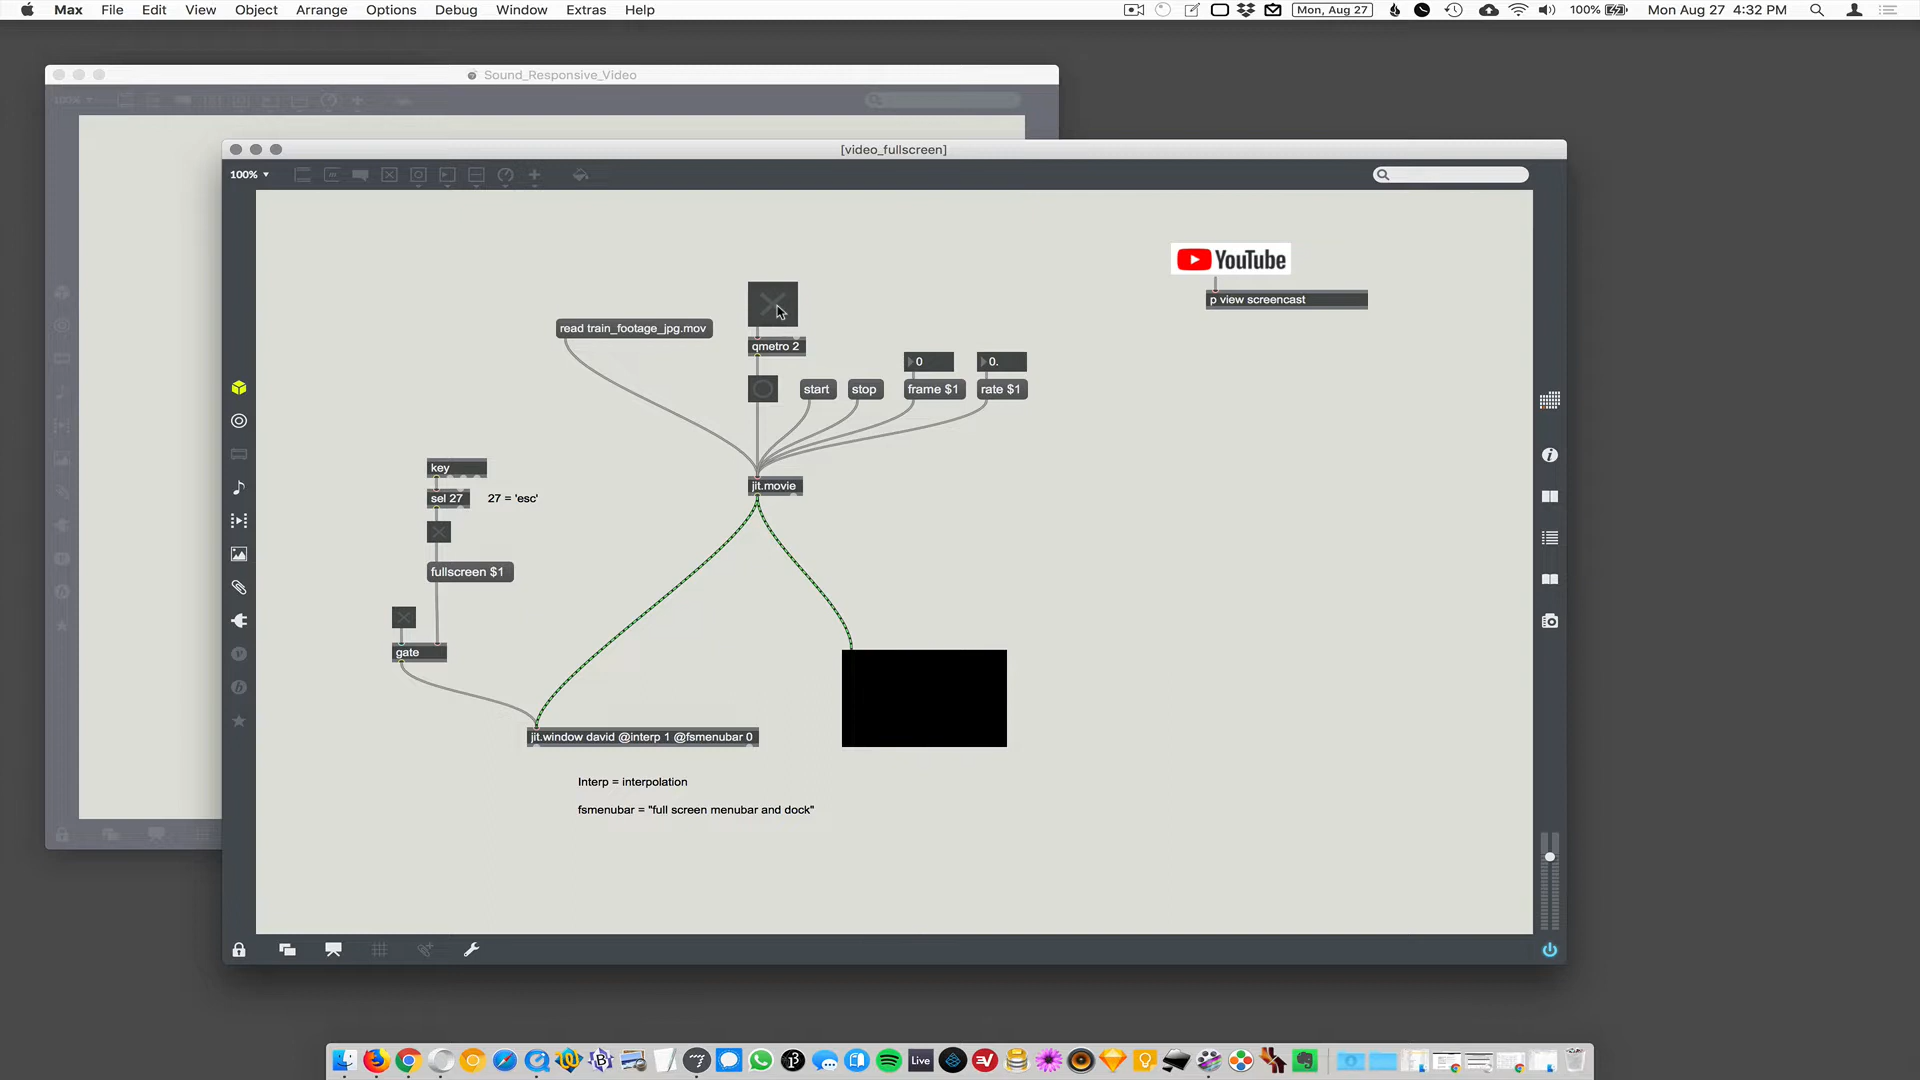 Max File Edit View Object Arrange Options Debug Window Extras Help
Mon, Aug 27
100%
Mon Aug 27 4:32 PM
Sound_Responsive_Video
100%
[video_fullscreen]
100%
YouTube
p view screencast
read train_footage_jpg.mov
qmetro 2
0
0.
start
stop
frame $1
rate $1
key
jit.movie
sel 27
27 = 'esc'
fullscreen $1
gate
jit.window david @interp 1 @fsmenubar 0
Interp = interpolation
fsmenubar = "full screen menubar and dock"
Live